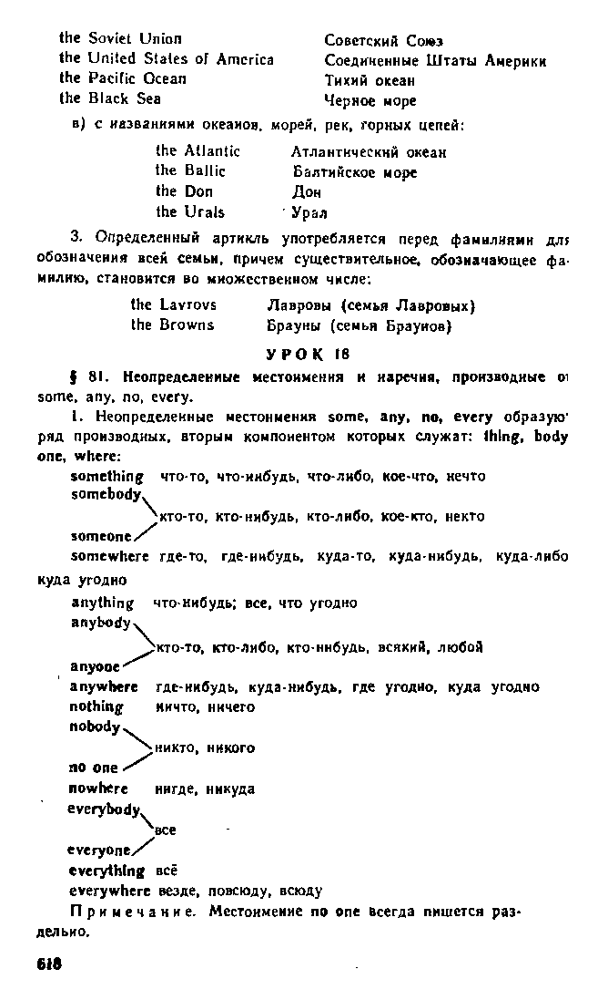 the Soviet Union Советский Союз
the United States of America Соединенные Штаты Америки
the Pacific Ocean Тихий океан
the Black Sea Черное море
в) с названиями океанов, морей, рек, горных цепей:
the Atlantic Атлантический океан
the Baltic Балтийское море
the Don Дон
the Urals Урал
3. Определенный артикль употребляется перед фамилиями для
обозначения всей семьи, причем существительное, обозначающее фа-
милию, становится во множественном числе:
the Lavrovs Лавровы (семья Лавровых)
the Browns Брауны (семья Браунов)
УРОК 18
§ 81. Неопределенные местоимения и наречия, производные от
some, any, no, every.
1. Неопределенные местоимения some, any, no, every образуют
ряд производных, вторым компонентом которых служат: thing, body
one, where:
something что-то, что-нибудь, что-либо, кое-что, нечто
somebody
кто-то, кто-нибудь, кто-либо, кое-кто, некто
someone
somewhere где-то, где-нибудь, куда-то, куда-нибудь, куда-либо
куда угодно
anything что-нибудь; все, что угодно
anybody
кто-то, кто-либо, кто-нибудь, всякий, любой
anyone
anywhere где-нибудь, куда-нибудь, где угодно, куда угодно
nothing ничто, ничего
nobody
никто, никого
no one
nowhere нигде, никуда
everybody
все
everyone
everything всё
everywhere везде, повсюду, всюду
Примечание. Местоимение no one всегда пишется раз-
дельно.
618